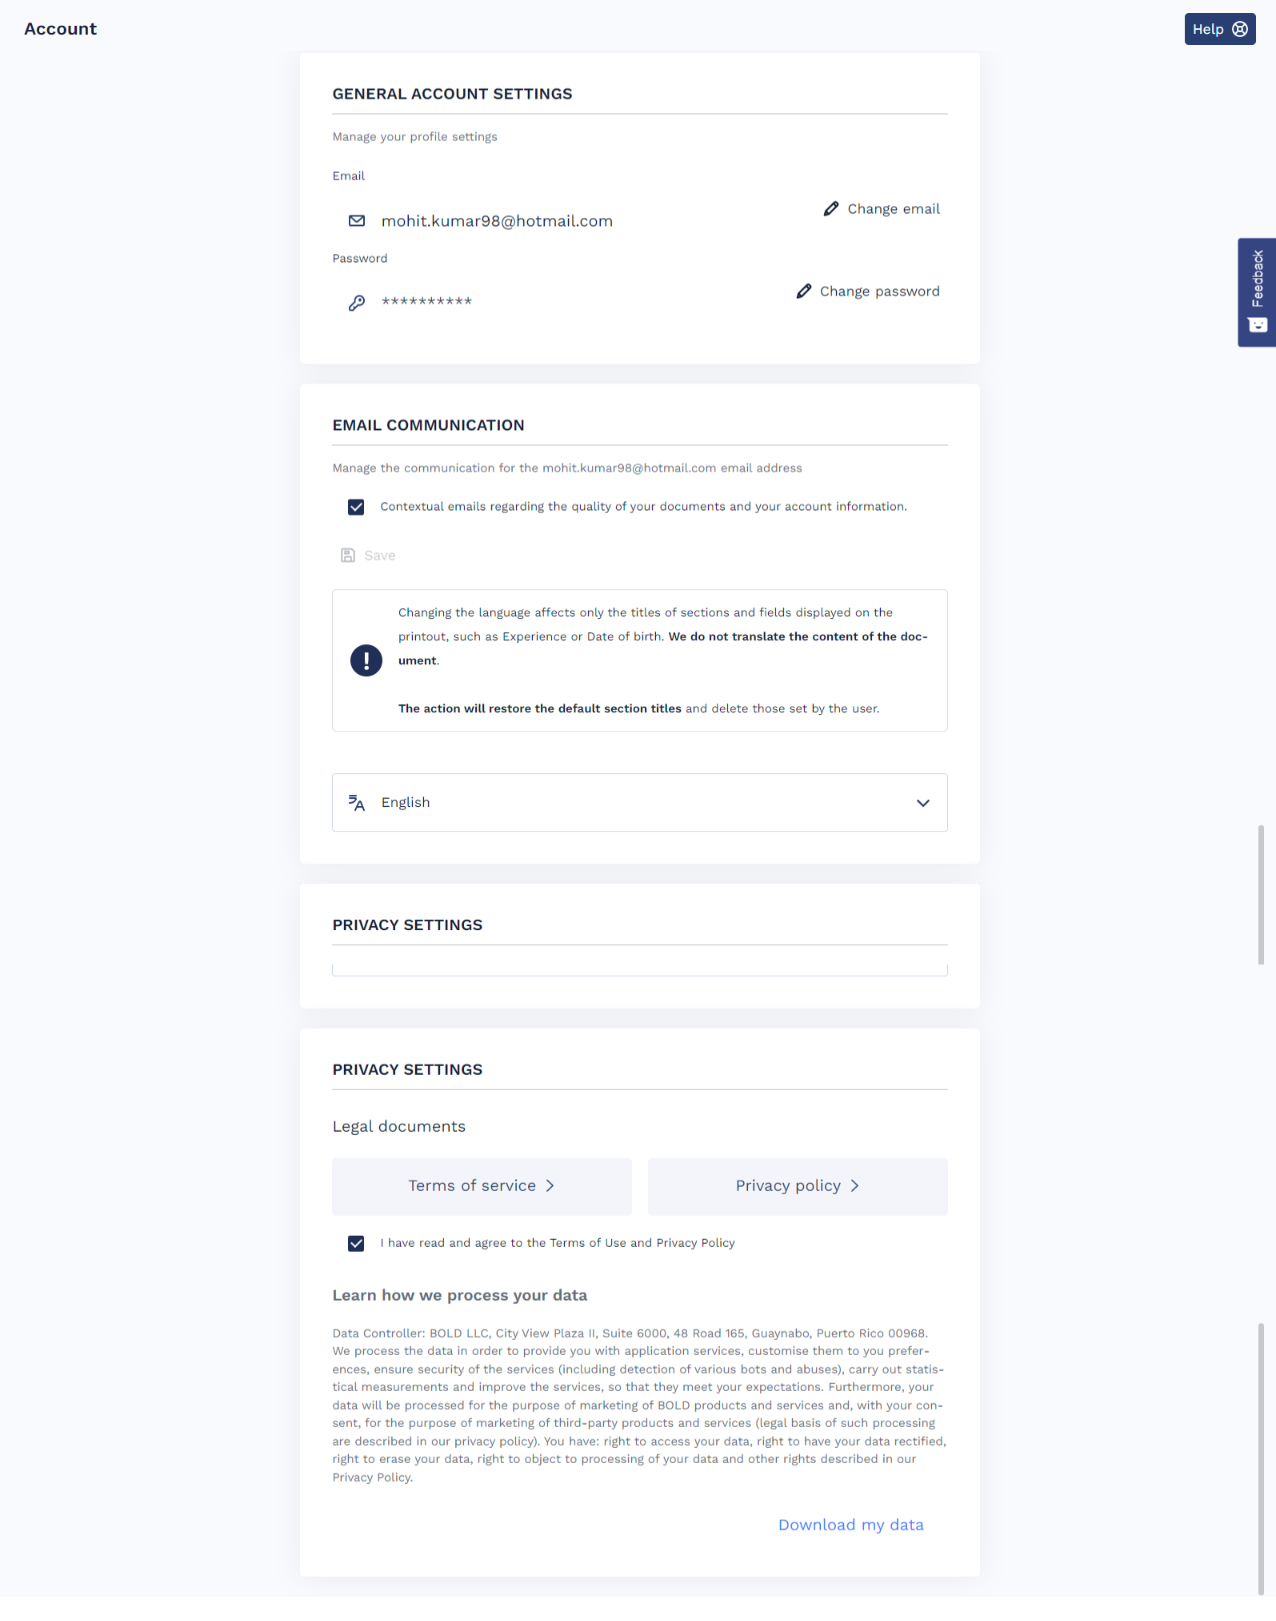 Account
Help
GENERAL ACCOUNT SETTINGS
Manage your profile settings
Email
mohit.kumar98@hotmail.com
Change email
Password
**********
Change password
Feedback
EMAIL COMMUNICATION
Manage the communication for the mohit.kumar98@hotmail.com email address
Contextual emails regarding the quality of your documents and your account information.
Save
Changing the language affects only the titles of sections and fields displayed on the
printout, such as Experience or Date of birth. We do not translate the content of the doc-
ument.
The action will restore the default section titles and delete those set by the user.
English
PRIVACY SETTINGS
PRIVACY SETTINGS
Legal documents
Terms of service
Privacy policy
I have read and agree to the Terms of Use and Privacy Policy
Learn how we process your data
Data Controller: BOLD LLC, City View Plaza II, Suite 6000, 48 Road 165, Guaynabo, Puerto Rico 00968.
We process the data in order to provide you with application services, customise them to you prefer-
ences, ensure security of the services (including detection of various bots and abuses), carry out statis-
tical measurements and improve the services, so that they meet your expectations. Furthermore, your
data will be processed for the purpose of marketing of BOLD products and services and, with your con-
sent, for the purpose of marketing of third-party products and services (legal basis of such processing
are described in our privacy policy). You have: right to access your data, right to have your data rectified,
right to erase your data, right to object to processing of your data and other rights described in our
Privacy Policy.
Download my data